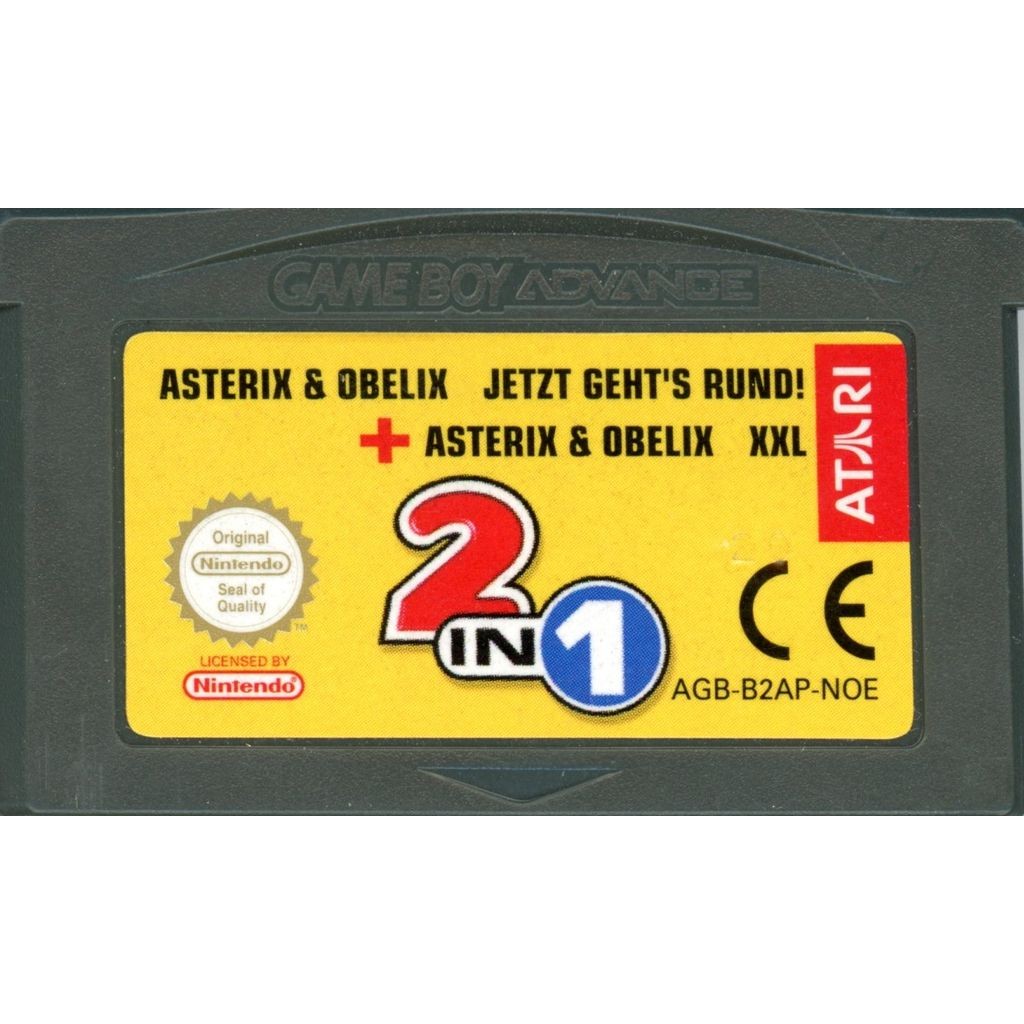 GAME BOY ADVANCE
ASTERIX & OBELIX JETZT GEHT'S RUND!
+ ASTERIX & OBELIX XXL
ATARI
Original
Nintendo
Seal of
Quality
TM
LICENSED BY
Nintendo
2 IN 1
CE
AGB-B2AP-NOE